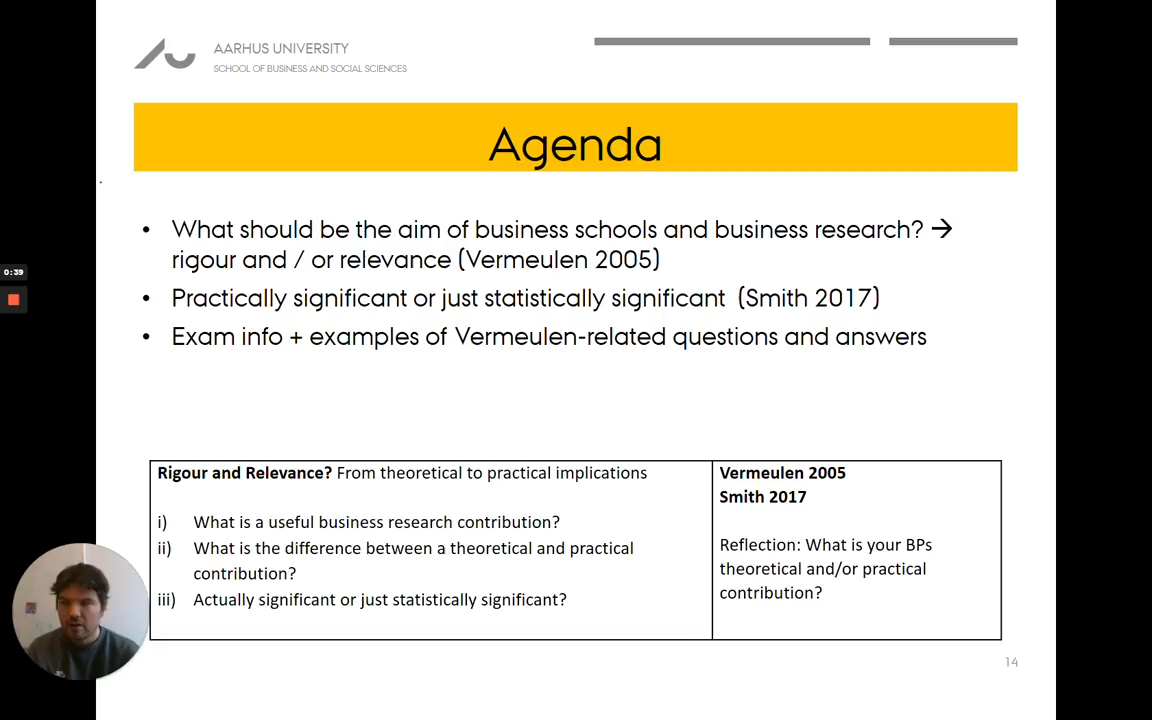 AARHUS UNIVERSITY
SCHOOL OF BUSINESS AND SOCIAL SCIENCES
Agenda
• What should be the aim of business schools and business research? →
rigour and / or relevance (Vermeulen 2005)
• Practically significant or just statistically significant (Smith 2017)
• Exam info + examples of Vermeulen-related questions and answers
0:39
Rigour and Relevance? From theoretical to practical implications
i) What is a useful business research contribution?
ii) What is the difference between a theoretical and practical
contribution?
iii) Actually significant or just statistically significant?
Vermeulen 2005
Smith 2017
Reflection: What is your BPs
theoretical and/or practical
contribution?
14